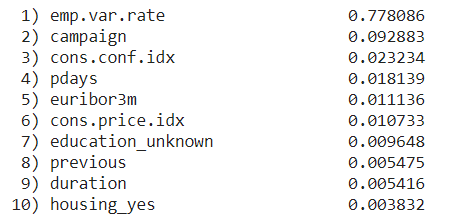 1) emp.var.rate 0.778086
2) campaign 0.092883
3) cons.conf.idx 0.023234
4) pdays 0.018139
5) euribor3m 0.011136
6) cons.price.idx 0.010733
7) education_unknown 0.009648
8) previous 0.005475
9) duration 0.005416
10) housing_yes 0.003832